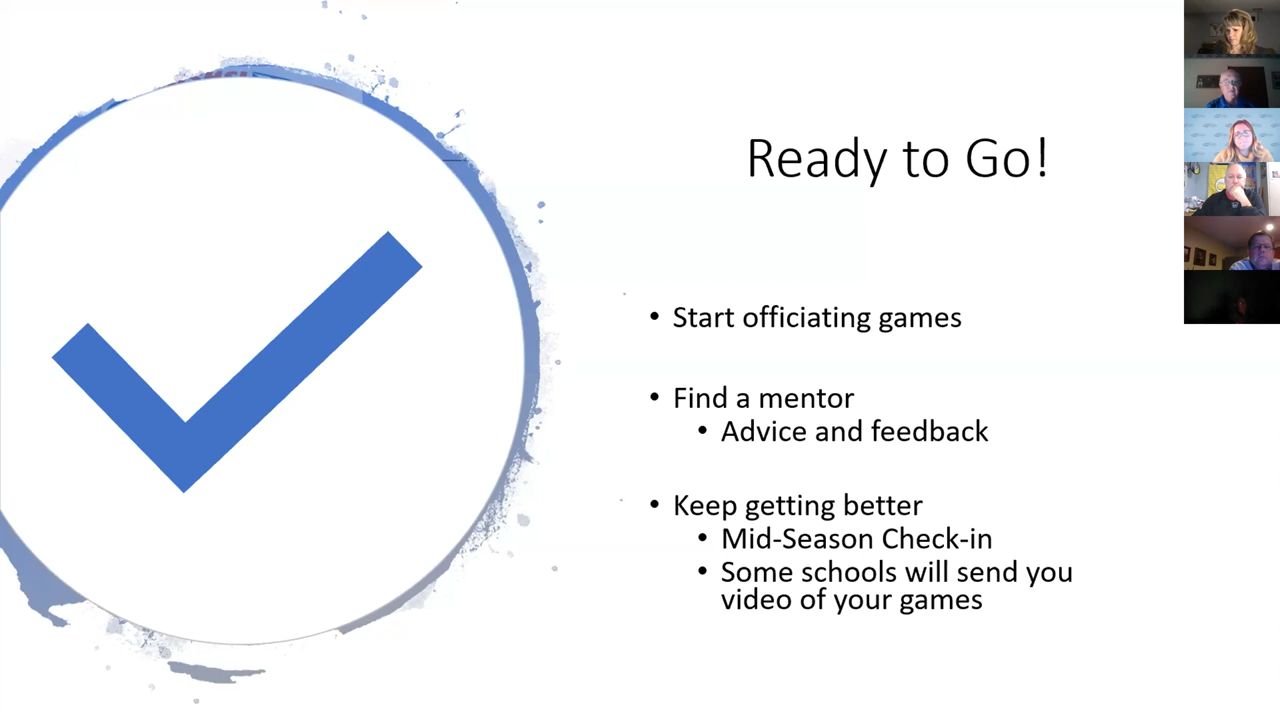 Ready to Go!
• Start officiating games
• Find a mentor
• Advice and feedback
• Keep getting better
• Mid-Season Check-in
• Some schools will send you
video of your games